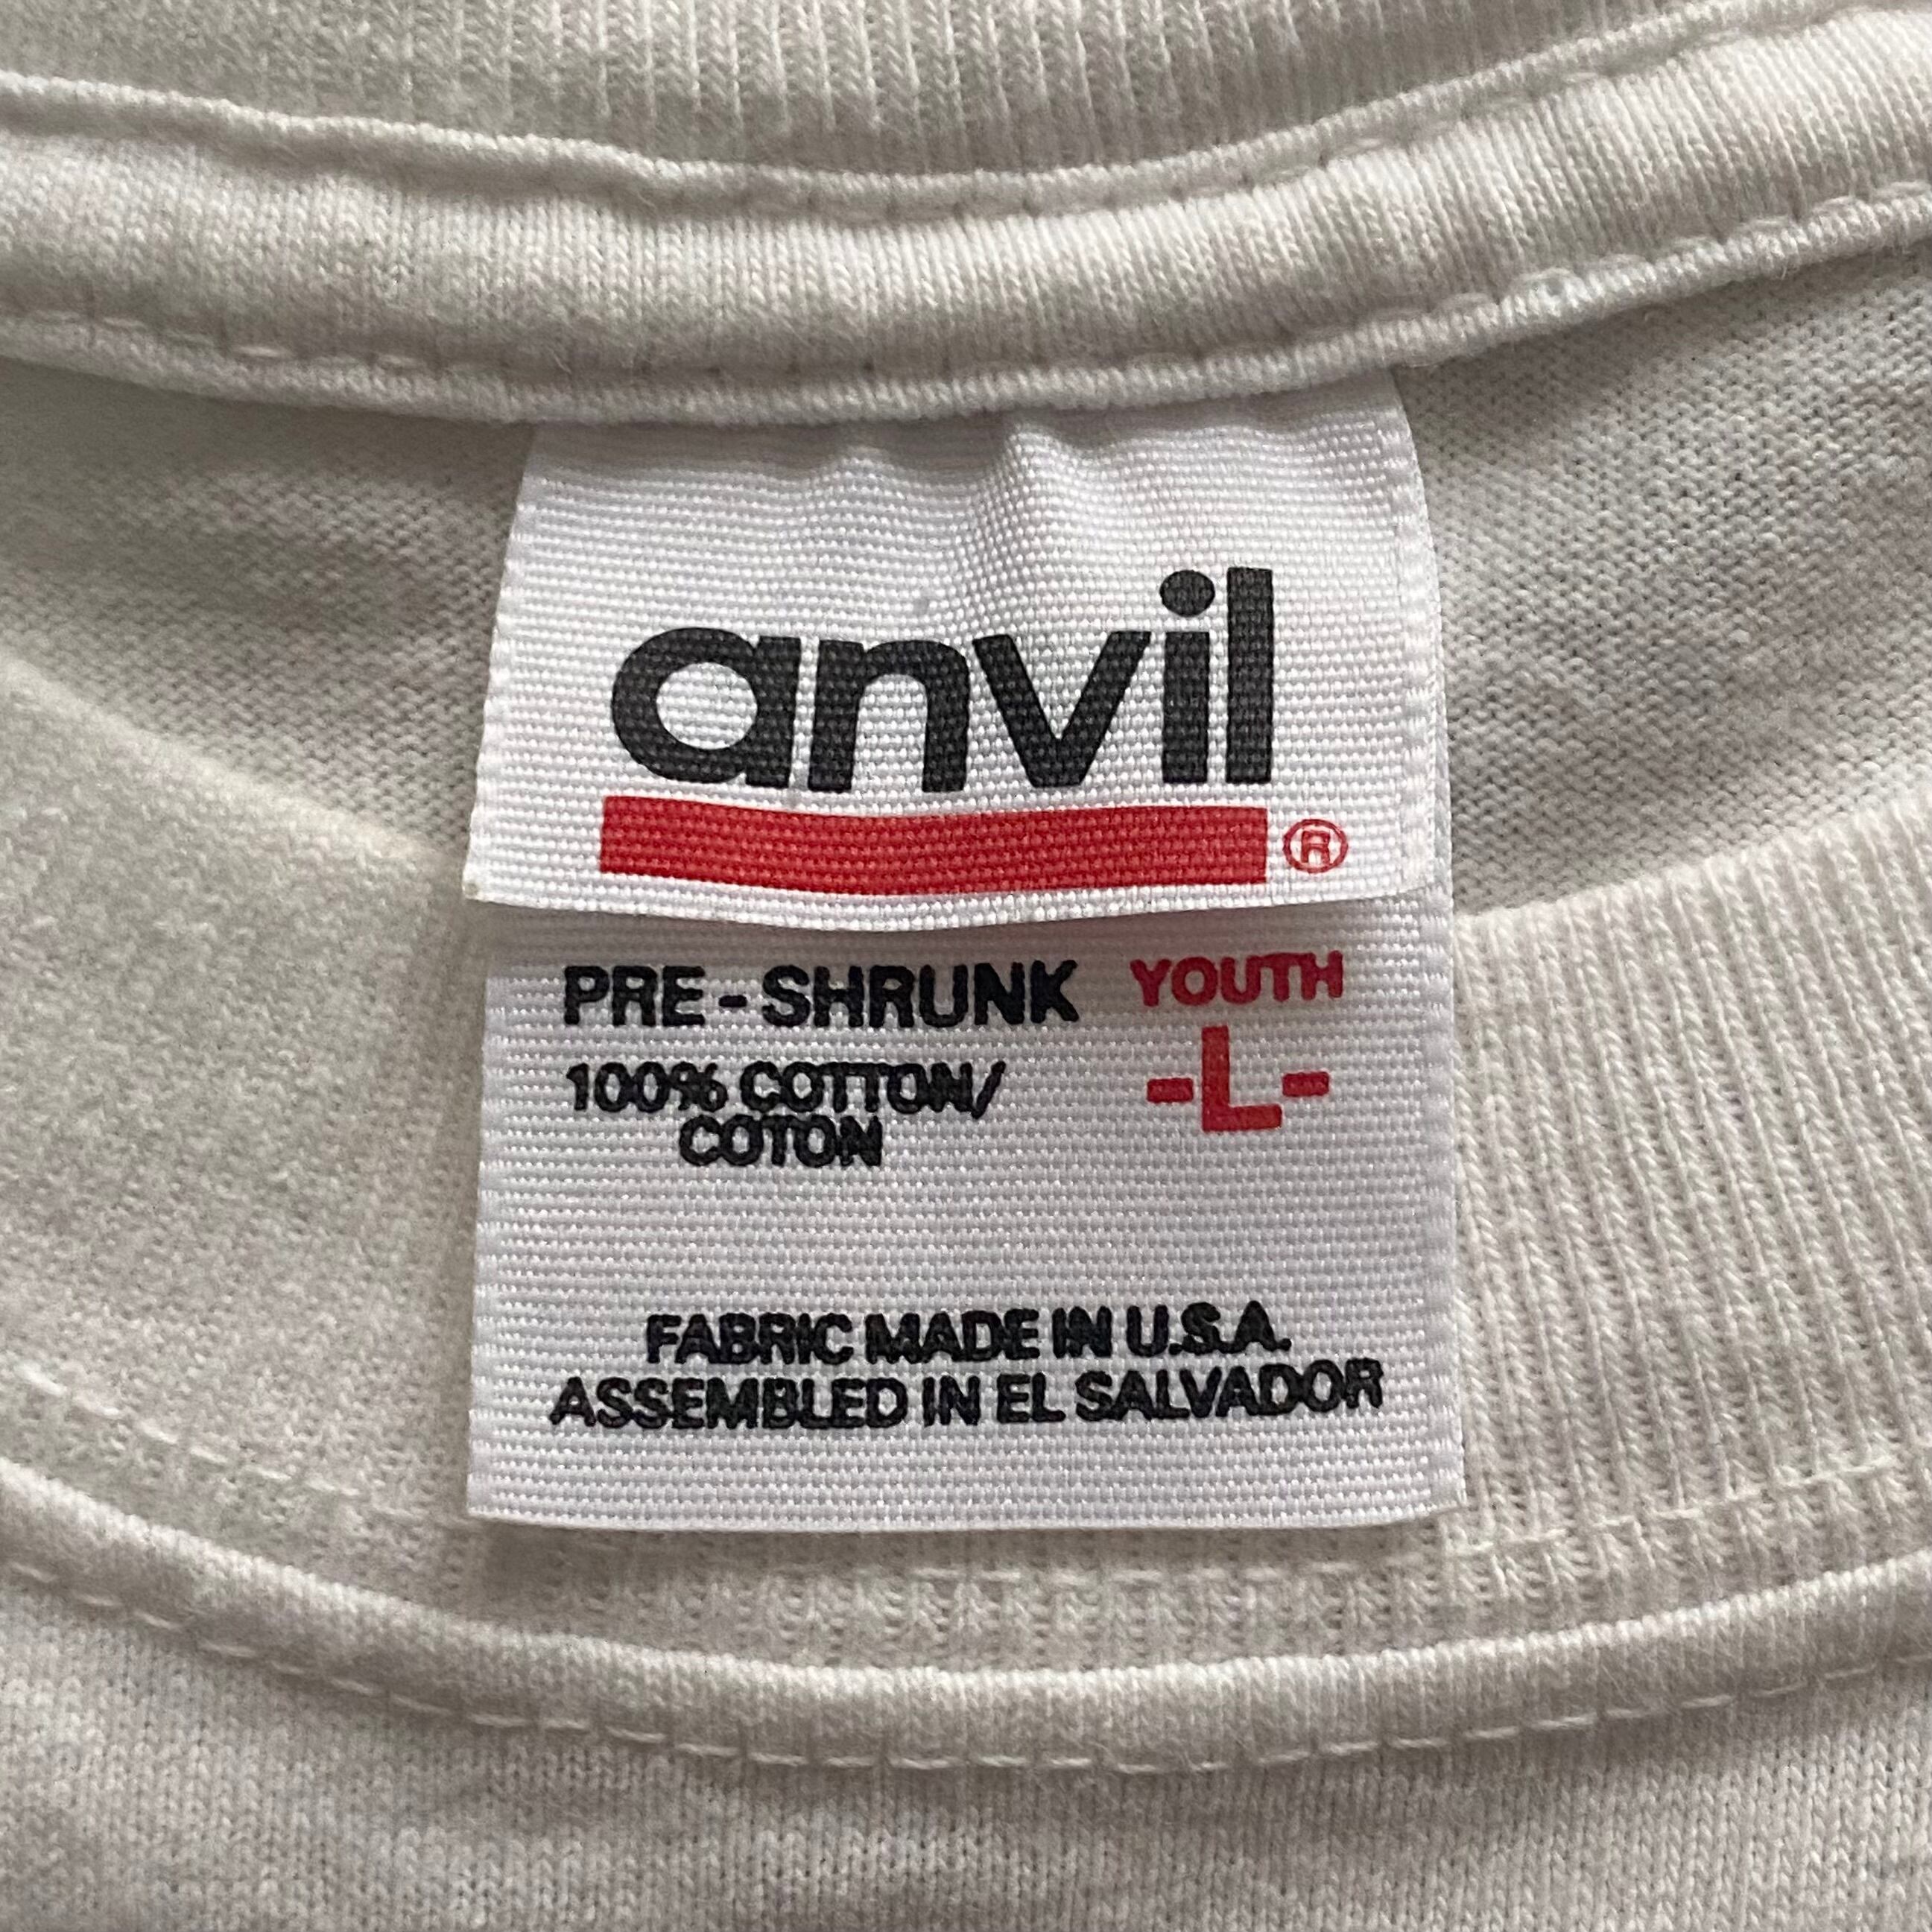 anvil
®
PRE-SHRUNK YOUTH
100% COTTON/ -L-
COTON
FABRIC MADE IN U.S.A.
ASSEMBLED IN EL SALVADOR